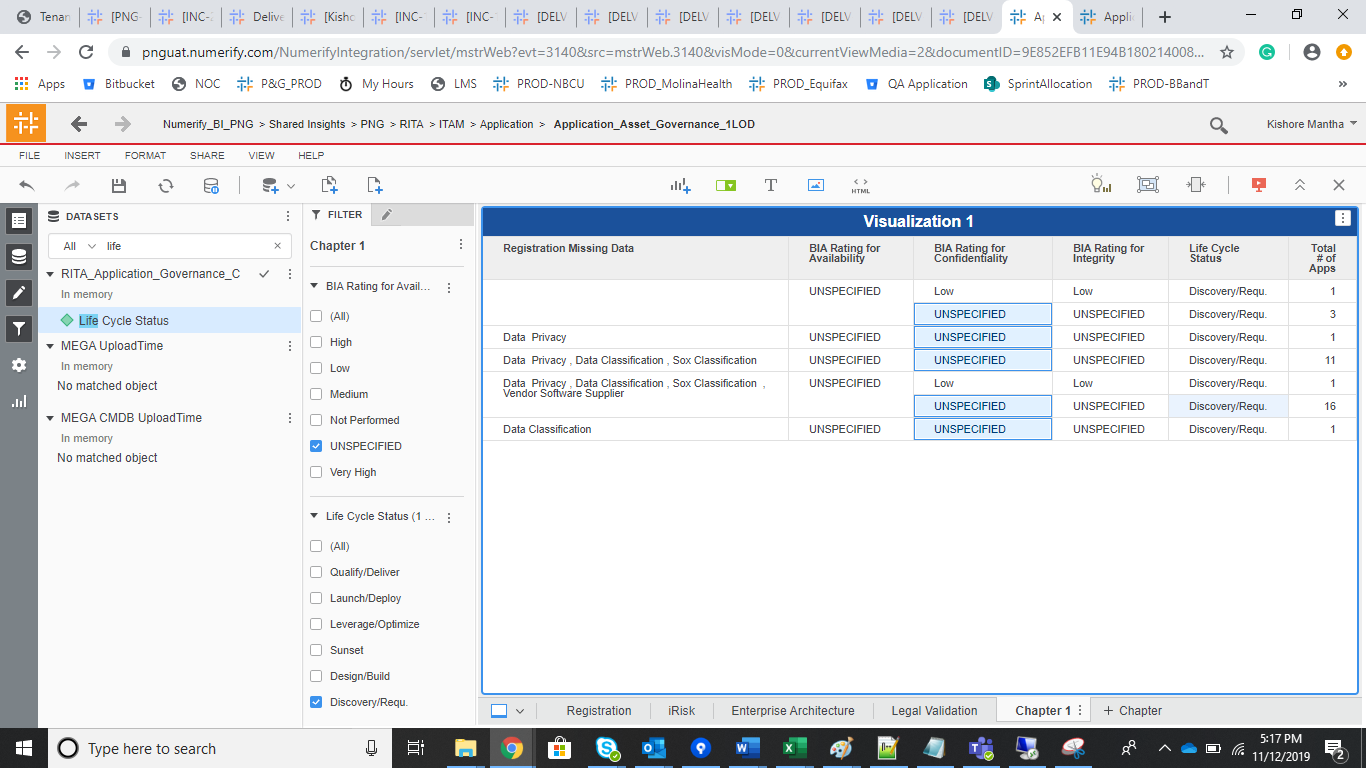 Tenan
[PNG-
[INC-2
Delive
[Kisho
[INC-1
[INC-1
[DELV
[DELV
[DELV
[DELV
[DELV
[DELV
[DELV
Ap
Appli
pnguat.numerify.com/NumerifyIntegration/servlet/mstrWeb?evt=3140&src=mstrWeb.3140&visMode=0&currentViewMedia=2&documentID=9E852EFB11E94B180214008...
Apps Bitbucket NOC P&G_PROD My Hours LMS PROD-NBCU PROD_MolinaHealth PROD_Equifax QA Application SprintAllocation PROD-BBandT »
Numerify_BI_PNG > Shared Insights > PNG > RITA > ITAM > Application > Application_Asset_Governance_1LOD
Kishore Mantha
FILE INSERT FORMAT SHARE VIEW HELP
T
HTML
DATASETS
All life
RITA_Application_Governance_C
In memory
Life Cycle Status
MEGA UploadTime
In memory
No matched object
MEGA CMDB UploadTime
In memory
No matched object
FILTER
Chapter 1
BIA Rating for Avail...
(All)
High
Low
Medium
Not Performed
UNSPECIFIED
Very High
Life Cycle Status (1 ...
(All)
Qualify/Deliver
Launch/Deploy
Leverage/Optimize
Sunset
Design/Build
Discovery/Requ.
Visualization 1
Registration Missing Data BIA Rating for Availability BIA Rating for Confidentiality BIA Rating for Integrity Life Cycle Status Total # of Apps
UNSPECIFIED Low Low Discovery/Requ. 1
UNSPECIFIED UNSPECIFIED Discovery/Requ. 3
Data Privacy UNSPECIFIED UNSPECIFIED UNSPECIFIED Discovery/Requ. 1
Data Privacy , Data Classification , Sox Classification UNSPECIFIED UNSPECIFIED UNSPECIFIED Discovery/Requ. 11
Data Privacy , Data Classification , Sox Classification , UNSPECIFIED Low Low Discovery/Requ. 1
Vendor Software Supplier
UNSPECIFIED UNSPECIFIED Discovery/Requ. 16
Data Classification UNSPECIFIED UNSPECIFIED UNSPECIFIED Discovery/Requ. 1
Registration iRisk Enterprise Architecture Legal Validation Chapter 1 + Chapter
Type here to search
5:17 PM
11/12/2019
2